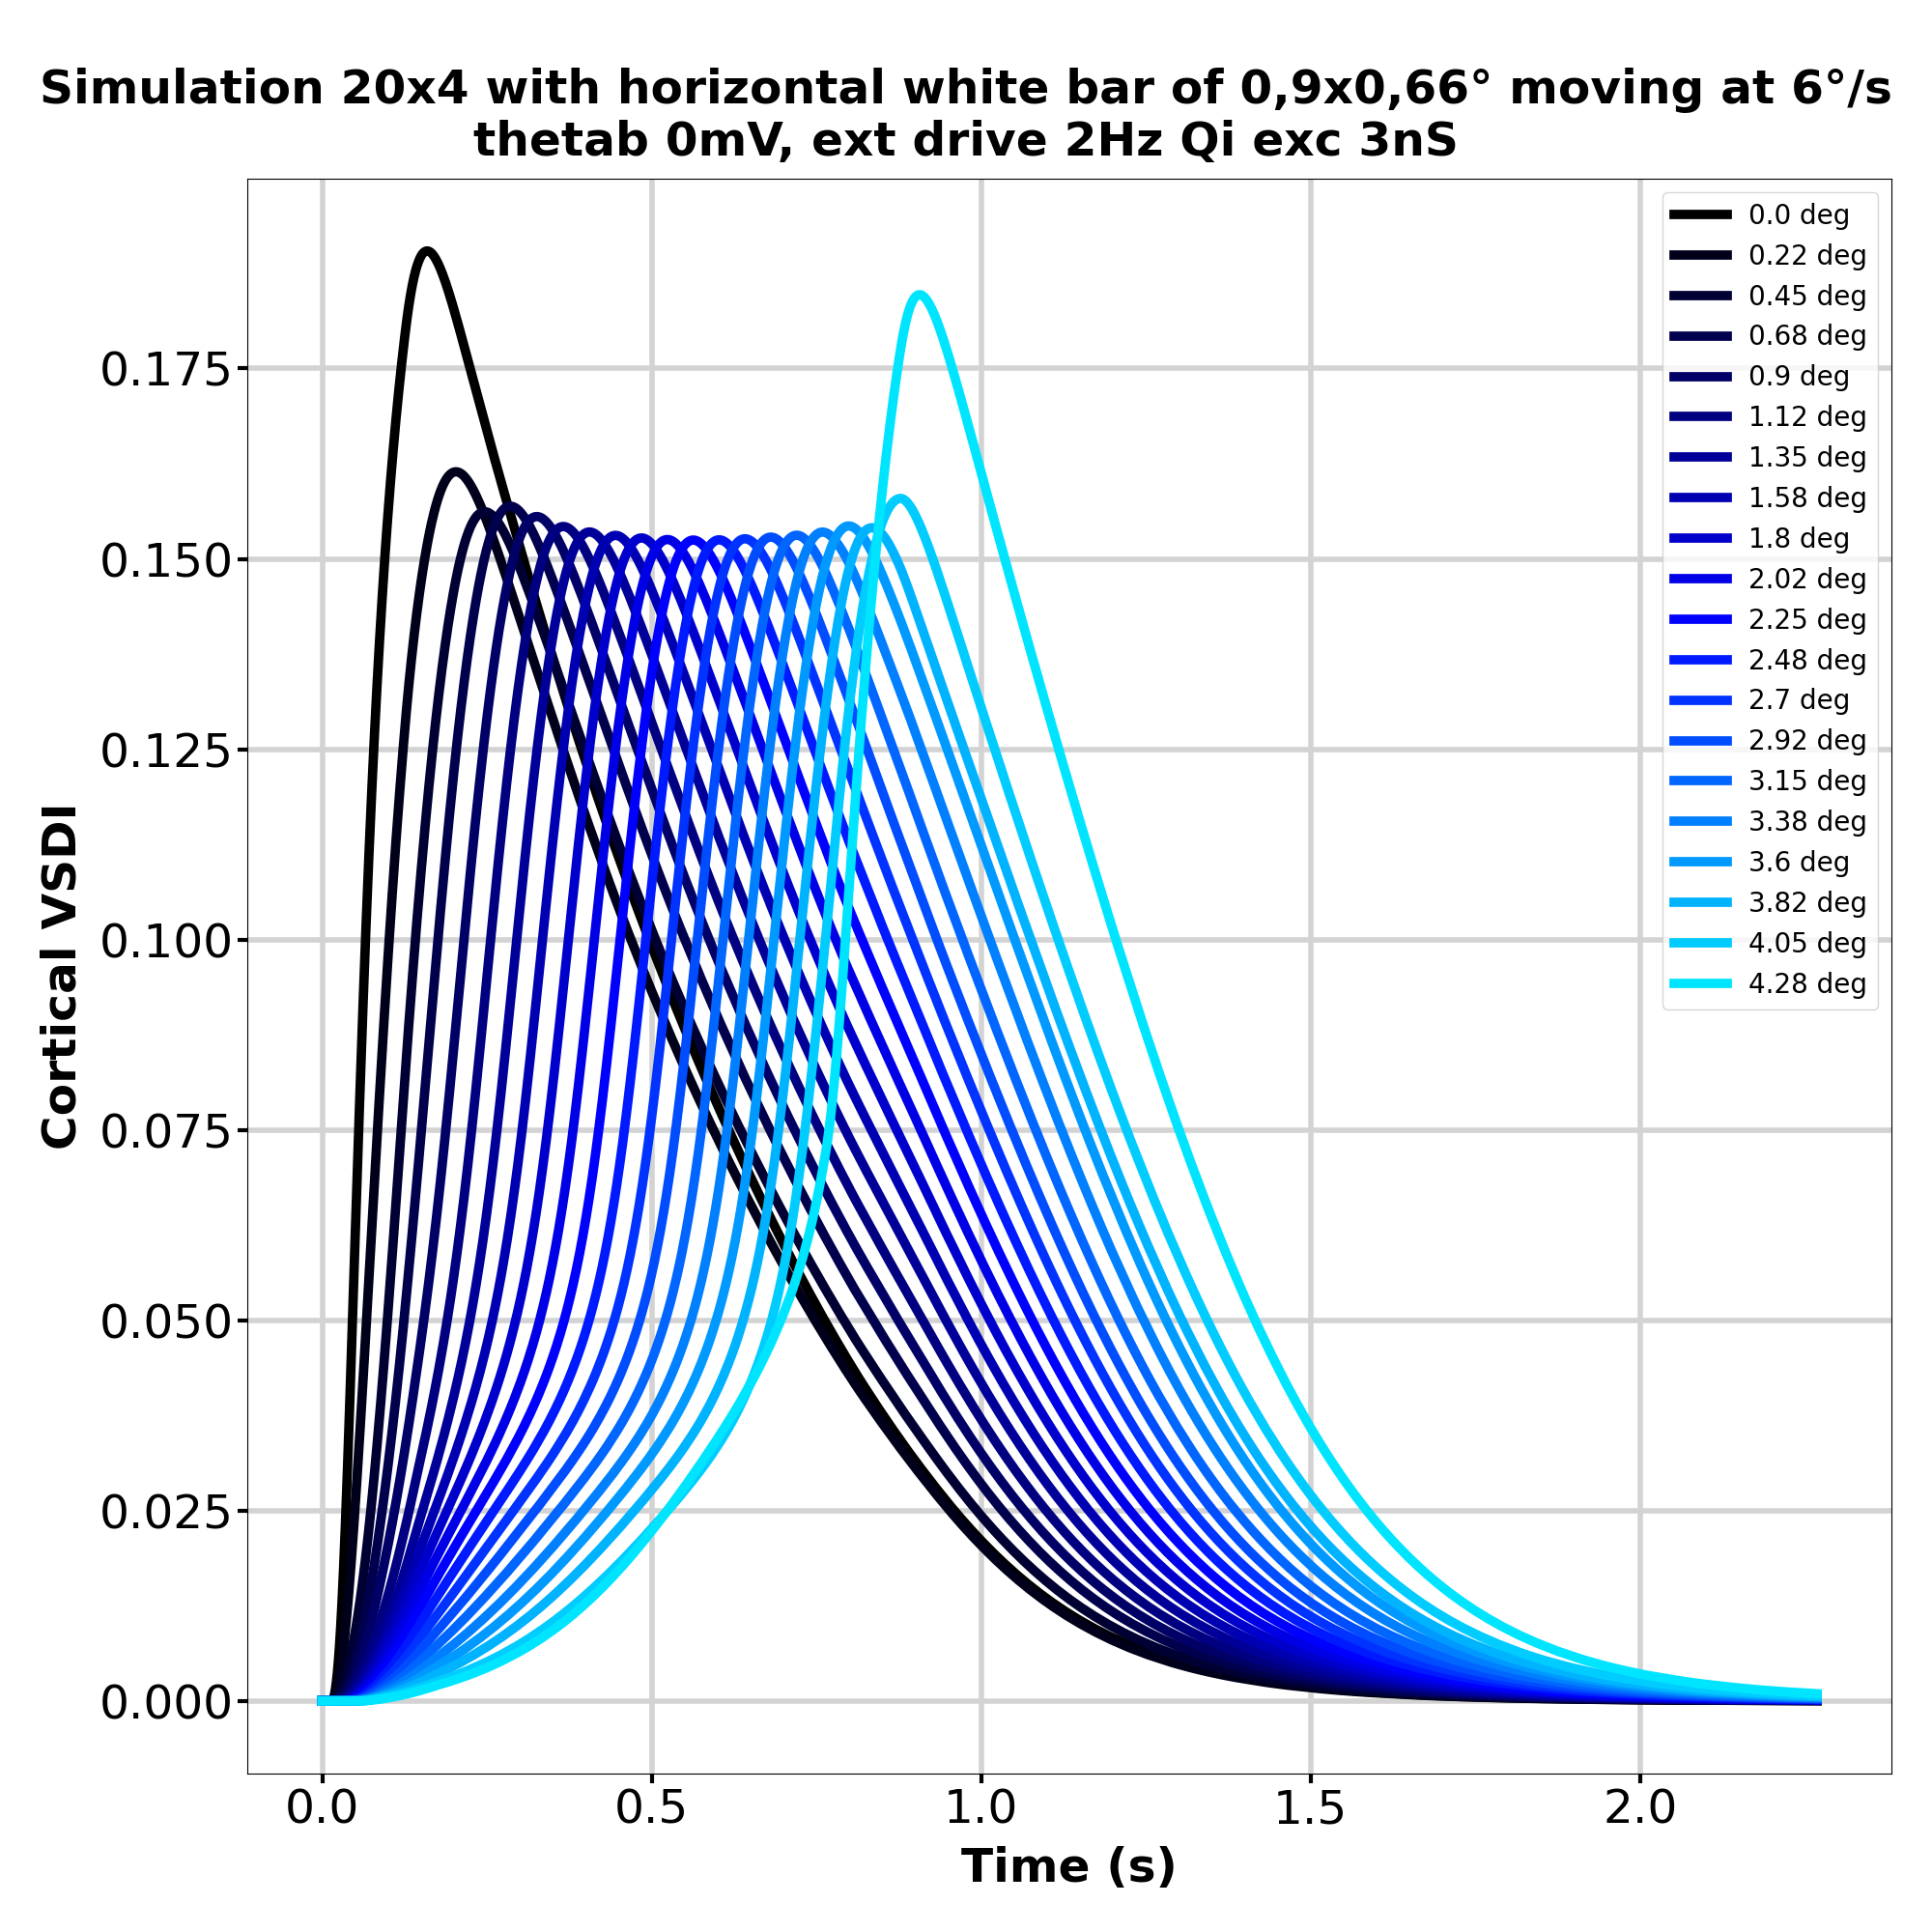 Simulation 20x4 with horizontal white bar of 0,9x0,66° moving at 6°/s
thetab 0mV, ext drive 2Hz Qi exc 3nS
0.0 deg
0.22 deg
0.45 deg
0.68 deg
0.9 deg
1.12 deg
1.35 deg
1.58 deg
1.8 deg
2.02 deg
2.25 deg
2.48 deg
2.7 deg
2.92 deg
3.15 deg
3.38 deg
3.6 deg
3.82 deg
4.05 deg
4.28 deg
Cortical VSDI
0.175
0.150
0.125
0.100
0.075
0.050
0.025
0.000
0.0 0.5 1.0 1.5 2.0
Time (s)